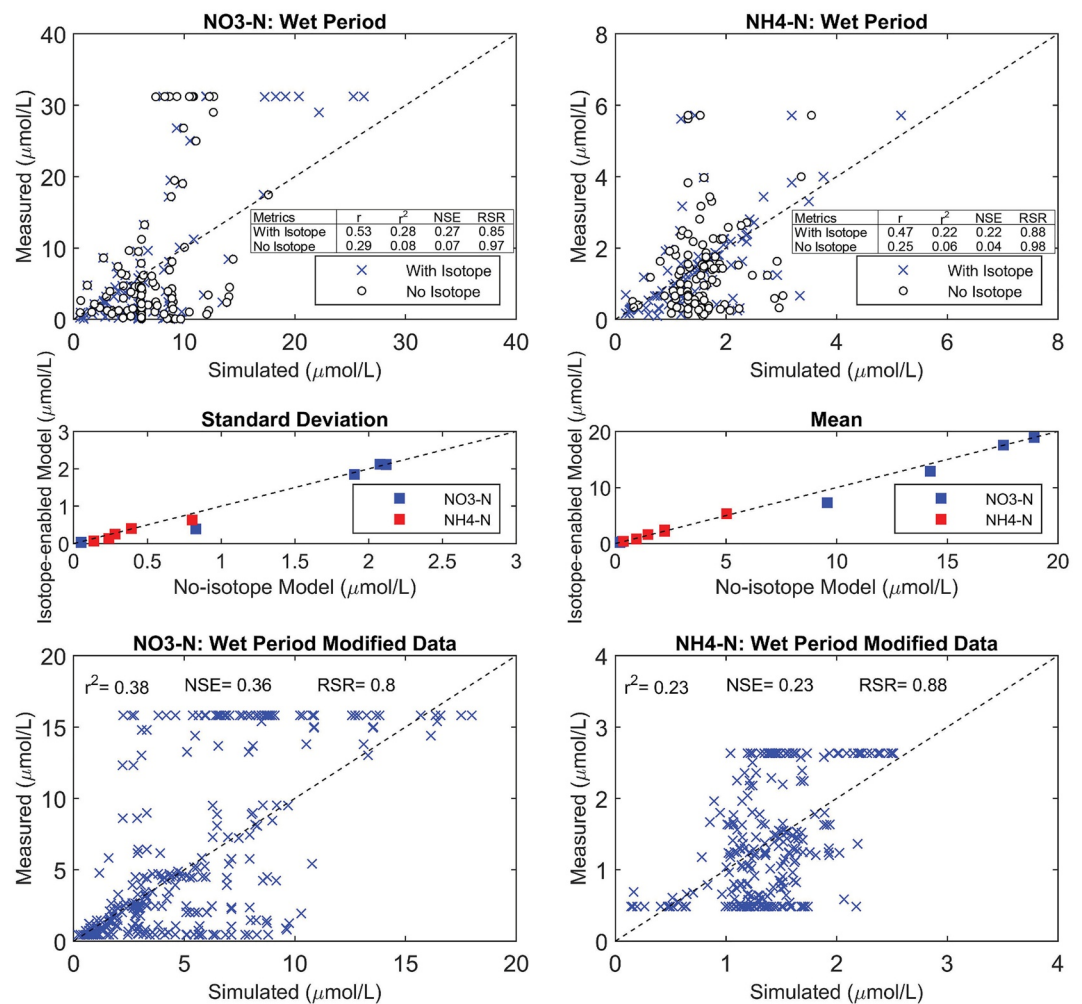 NO3-N: Wet Period
40
30
20
10
0
Measured (μmol/L)
0 10 20 30 40
Simulated (μmol/L)
Metrics r r² NSE RSR
With Isotope 0.53 0.28 0.27 0.85
No Isotope 0.29 0.08 0.07 0.97
With Isotope
No Isotope
NH4-N: Wet Period
8
6
4
2
0
Measured (μmol/L)
0 2 4 6 8
Simulated (μmol/L)
Metrics r r² NSE RSR
With Isotope 0.47 0.22 0.22 0.88
No Isotope 0.25 0.06 0.04 0.98
With Isotope
No Isotope
Standard Deviation
3
2
1
0
Isotope-enabled Model (μmol/L)
0 0.5 1 1.5 2 2.5 3
No-isotope Model (μmol/L)
NO3-N
NH4-N
Mean
20
10
0
Isotope-enabled Model (μmol/L)
0 5 10 15 20
No-isotope Model (μmol/L)
NO3-N
NH4-N
NO3-N: Wet Period Modified Data
r²= 0.38 NSE= 0.36 RSR= 0.8
20
15
10
5
0
Measured (μmol/L)
0 5 10 15 20
Simulated (μmol/L)
NH4-N: Wet Period Modified Data
r²= 0.23 NSE= 0.23 RSR= 0.88
4
3
2
1
0
Measured (μmol/L)
0 1 2 3 4
Simulated (μmol/L)